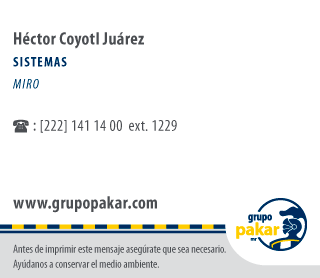 Héctor Coyotl Juárez
SISTEMAS
MIRO
: [222] 141 14 00 ext. 1229
www.grupopakar.com
grupo
pakar
Antes de imprimir este mensaje asegúrate que sea necesario.
Ayúdanos a conservar el medio ambiente.